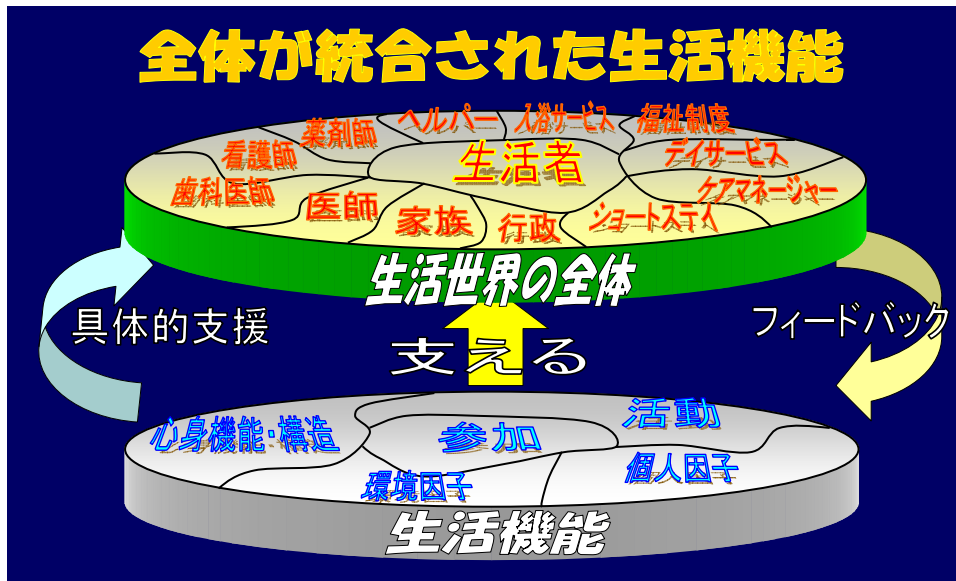 全体が統合された生活機能
ヘルパー
入浴サービス
福祉制度
薬剤師
看護師
生活者
デイサービス
歯科医師
医師
家族
行政
ショートステイ
ケアマネージャー
生活世界の全体
具体的支援
支える
フィードバック
心身機能・構造
参加
活動
環境因子
個人因子
生活機能